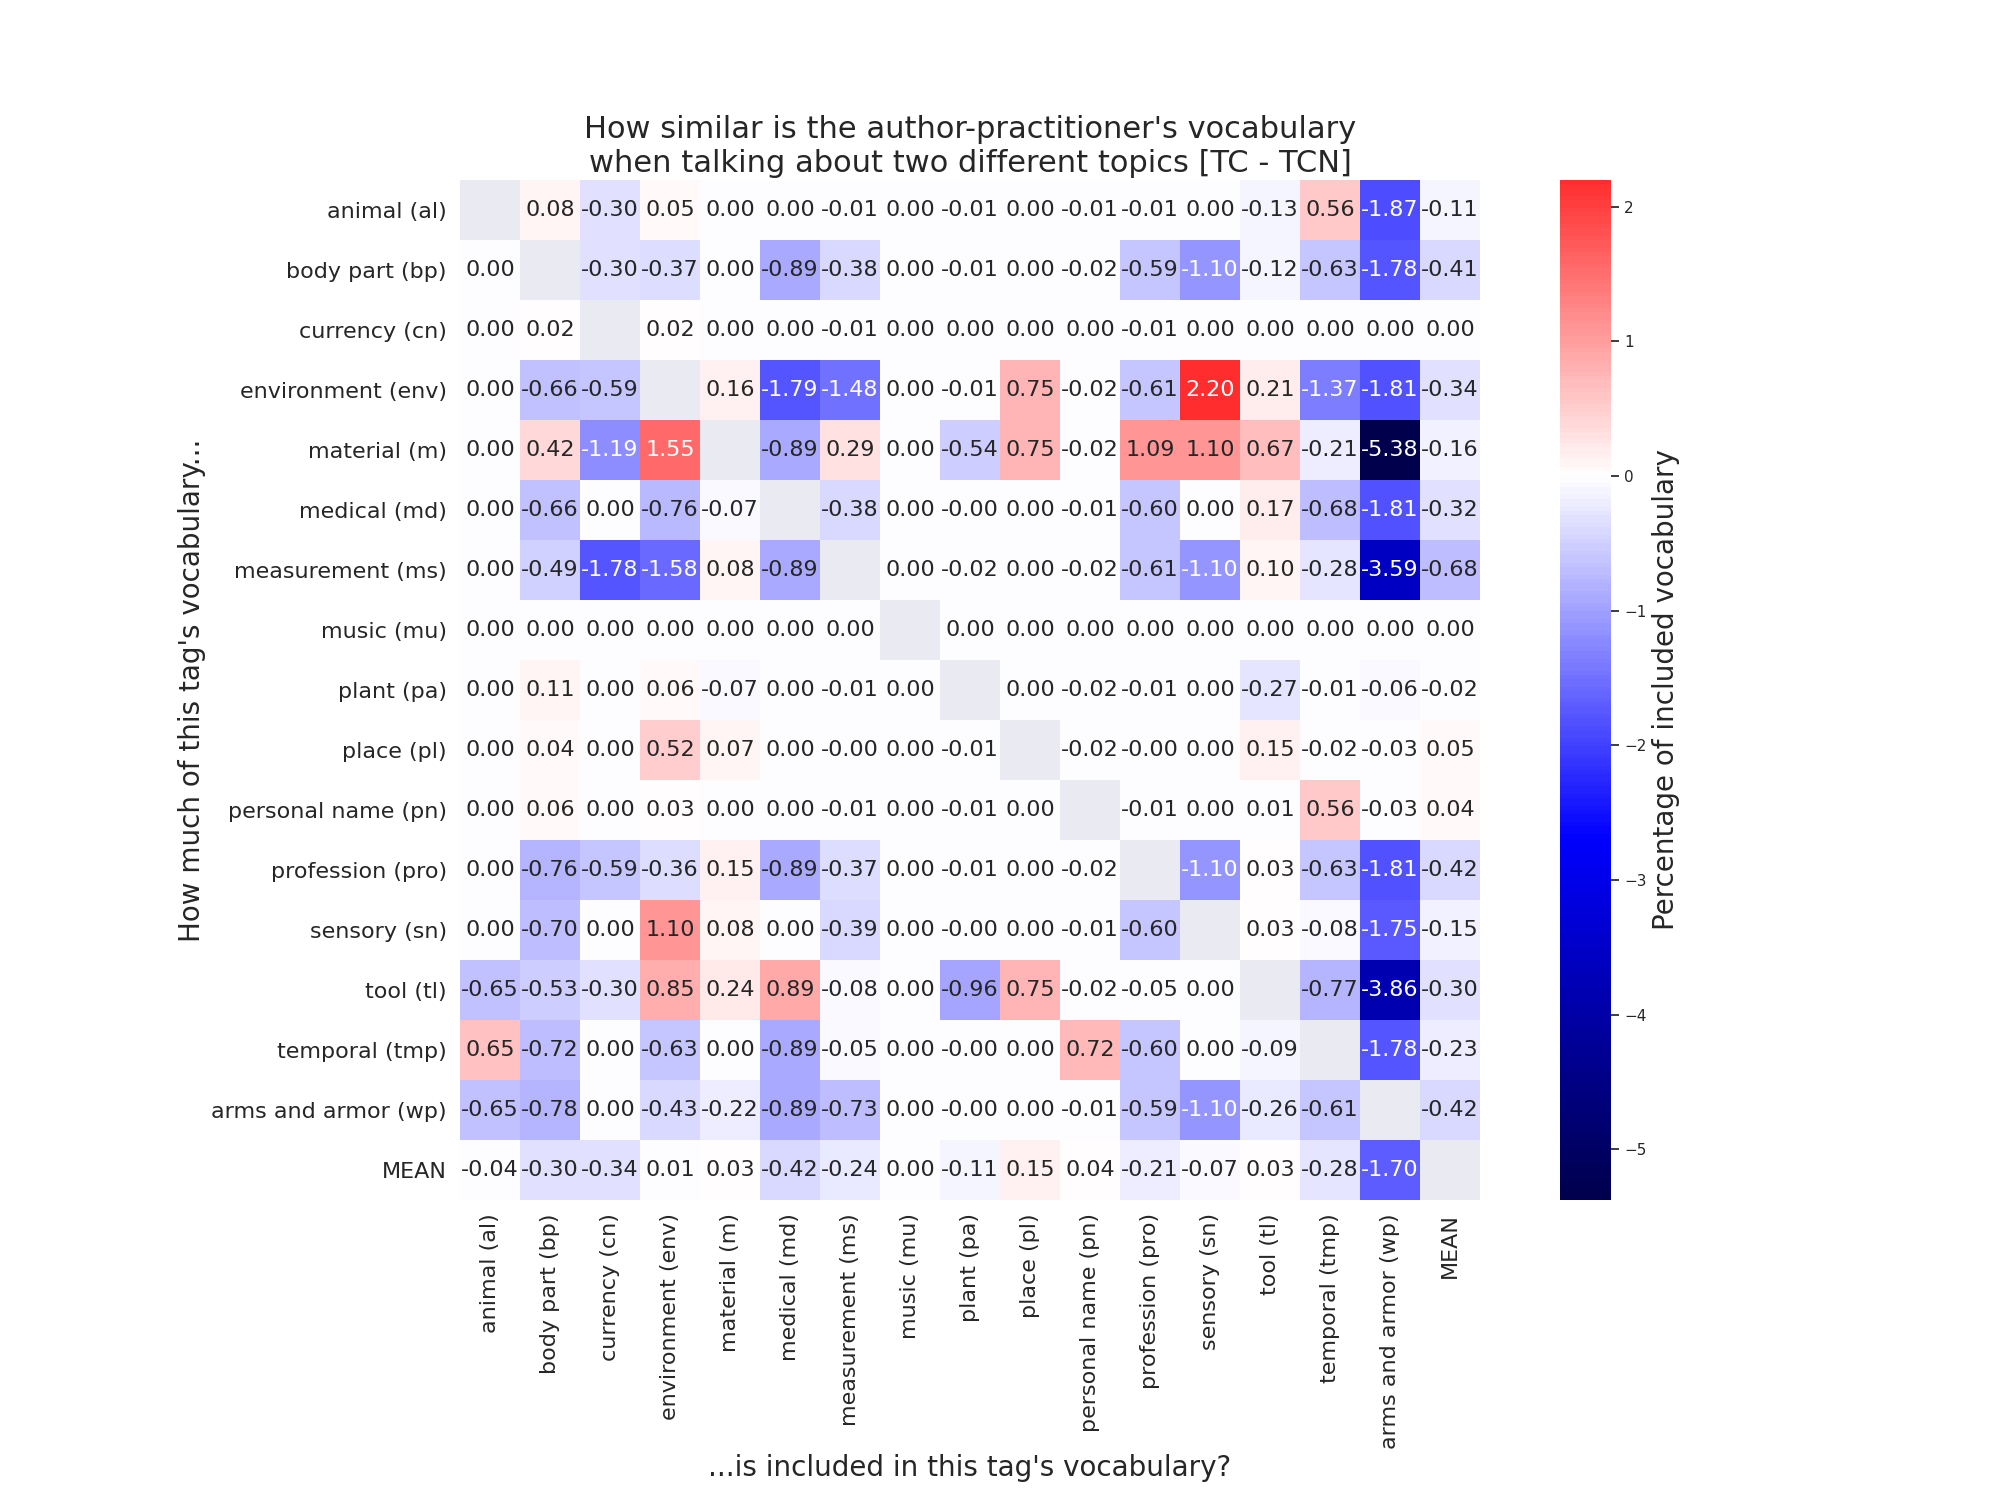 How similar is the author-practitioner's vocabulary
when talking about two different topics [TC - TCN]
How much of this tag's vocabulary...
animal (al) 0.08 -0.30 0.05 0.00 0.00 -0.01 0.00 -0.01 0.00 -0.01 -0.01 0.00 -0.13 0.56 -1.87 -0.11
body part (bp) 0.00 -0.30 -0.37 0.00 -0.89 -0.38 0.00 -0.01 0.00 -0.02 -0.59 -1.10 -0.12 -0.63 -1.78 -0.41
currency (cn) 0.00 0.02 0.02 0.00 0.00 -0.01 0.00 0.00 0.00 0.00 -0.01 0.00 0.00 0.00 0.00 0.00
environment (env) 0.00 -0.66 -0.59 0.16 -1.79 -1.48 0.00 -0.01 0.75 -0.02 -0.61 2.20 0.21 -1.37 -1.81 -0.34
material (m) 0.00 0.42 -1.19 1.55 -0.89 0.29 0.00 -0.54 0.75 -0.02 1.09 1.10 0.67 -0.21 -5.38 -0.16
medical (md) 0.00 -0.66 0.00 -0.76 -0.07 -0.38 0.00 -0.00 0.00 -0.01 -0.60 0.00 0.17 -0.68 -1.81 -0.32
measurement (ms) 0.00 -0.49 -1.78 -1.58 0.08 -0.89 0.00 -0.02 0.00 -0.02 -0.61 -1.10 0.10 -0.28 -3.59 -0.68
music (mu) 0.00 0.00 0.00 0.00 0.00 0.00 0.00 0.00 0.00 0.00 0.00 0.00 0.00 0.00 0.00 0.00
plant (pa) 0.00 0.11 0.00 0.06 -0.07 0.00 -0.01 0.00 0.00 -0.02 -0.01 0.00 -0.27 -0.01 -0.06 -0.02
place (pl) 0.00 0.04 0.00 0.52 0.07 0.00 -0.00 0.00 -0.01 -0.02 -0.00 0.00 0.15 -0.02 -0.03 0.05
personal name (pn) 0.00 0.06 0.00 0.03 0.00 0.00 -0.01 0.00 -0.01 0.00 -0.01 0.00 0.01 0.56 -0.03 0.04
profession (pro) 0.00 -0.76 -0.59 -0.36 0.15 -0.89 -0.37 0.00 -0.01 0.00 -0.02 -1.10 0.03 -0.63 -1.81 -0.42
sensory (sn) 0.00 -0.70 0.00 1.10 0.08 0.00 -0.39 0.00 -0.00 0.00 -0.01 -0.60 0.03 -0.08 -1.75 -0.15
tool (tl) -0.65 -0.53 -0.30 0.85 0.24 0.89 -0.08 0.00 -0.96 0.75 -0.02 -0.05 0.00 -0.77 -3.86 -0.30
temporal (tmp) 0.65 -0.72 0.00 -0.63 0.00 -0.89 -0.05 0.00 -0.00 0.00 0.72 -0.60 0.00 -0.09 -1.78 -0.23
arms and armor (wp) -0.65 -0.78 0.00 -0.43 -0.22 -0.89 -0.73 0.00 -0.00 0.00 -0.01 -0.59 -1.10 -0.26 -0.61 -0.42
MEAN -0.04 -0.30 -0.34 0.01 0.03 -0.42 -0.24 0.00 -0.11 0.15 0.04 -0.21 -0.07 0.03 -0.28 -1.70
animal (al)
body part (bp)
currency (cn)
environment (env)
material (m)
medical (md)
measurement (ms)
music (mu)
plant (pa)
place (pl)
personal name (pn)
profession (pro)
sensory (sn)
tool (tl)
temporal (tmp)
arms and armor (wp)
MEAN
...is included in this tag's vocabulary?
2
1
0
−1
−2
−3
−4
−5
Percentage of included vocabulary